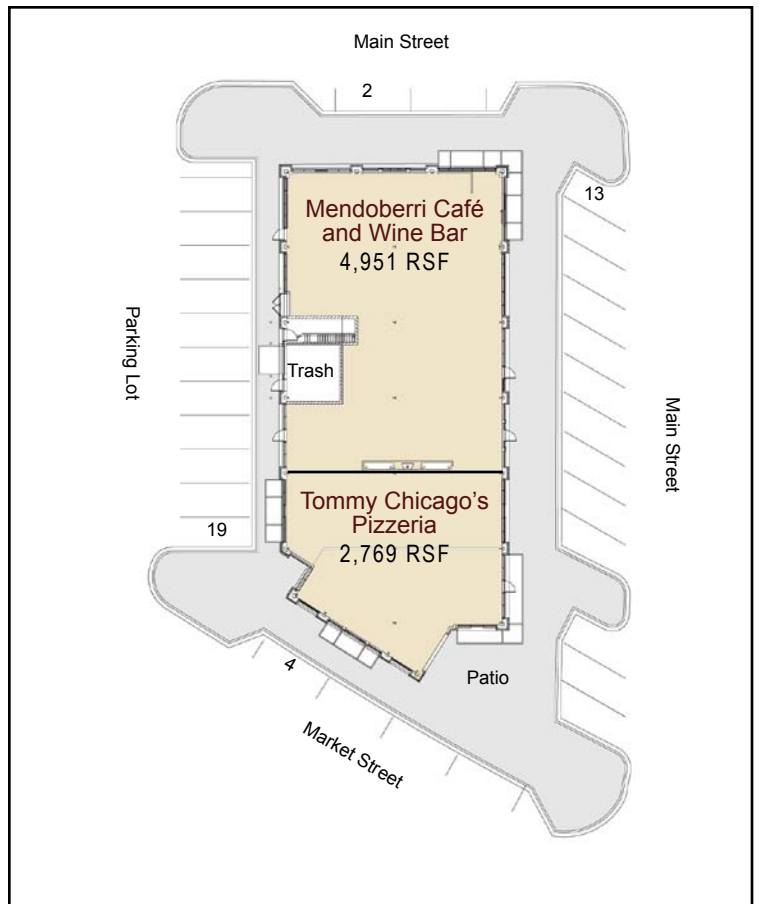 Main Street
2
13
Mendoberri Café
and Wine Bar
4,951 RSF
Parking Lot
Trash
Main Street
Tommy Chicago’s
Pizzeria
2,769 RSF
19
4
Patio
Market Street